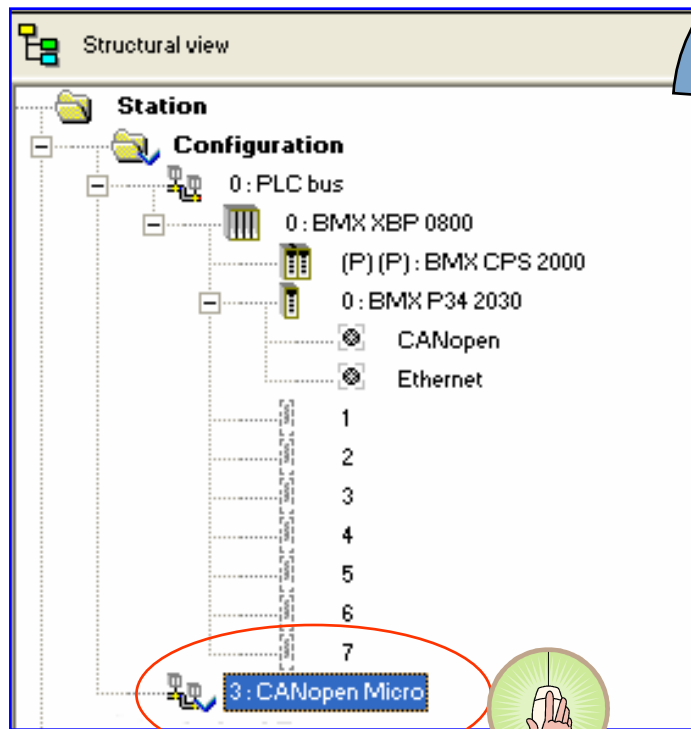 Structural view
Station
Configuration
0 : PLC bus
0 : BMX XBP 0800
(P) (P) : BMX CPS 2000
0 : BMX P34 2030
CANopen
Ethernet
1
2
3
4
5
6
7
3 : CANopen Micro